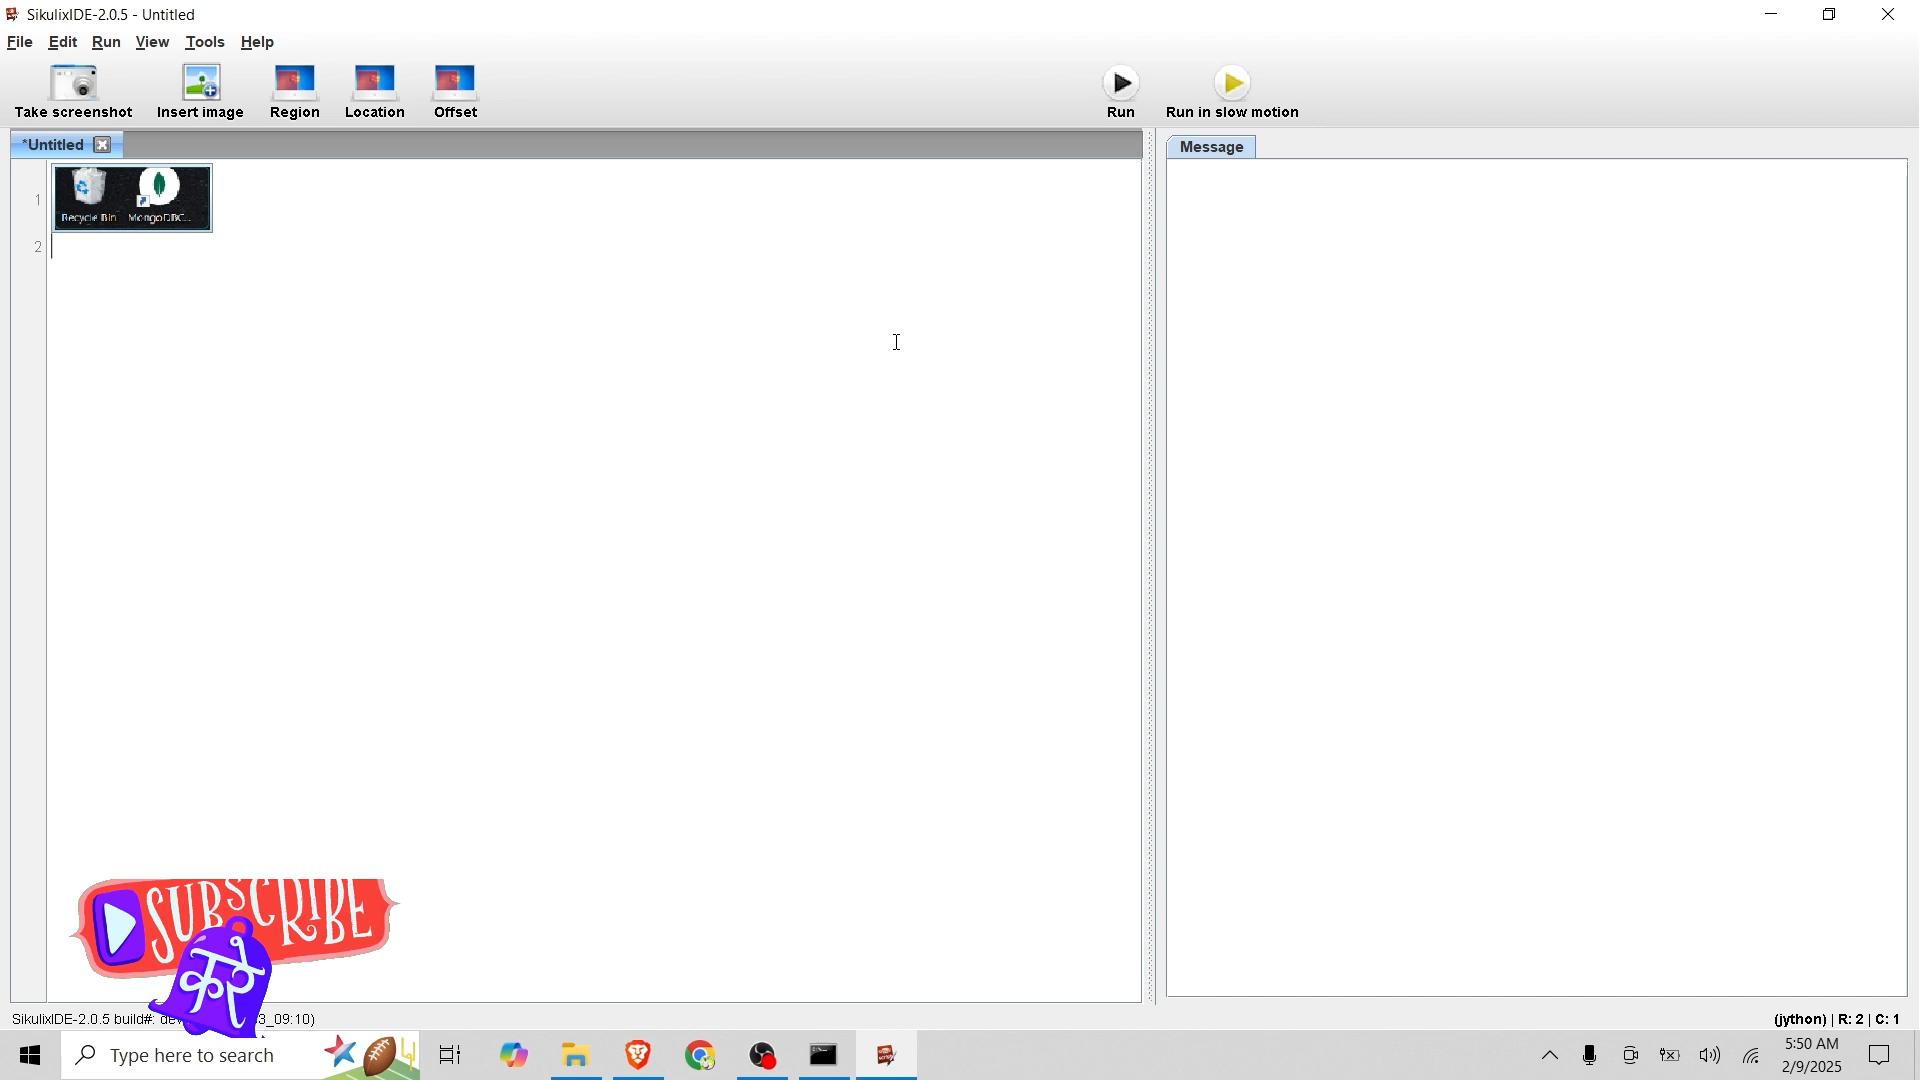 SikulixIDE-2.0.5 - Untitled
File Edit Run View Tools Help
Take screenshot Insert image Region Location Offset Run Run in slow motion
*Untitled
Message
1
Recycle Bin MongoDBC...
2
SUBSCRIBE
करे
SikulixIDE-2.0.5 build#: 3_09:10)
(jython) | R: 2 | C: 1
Type here to search
5:50 AM
2/9/2025